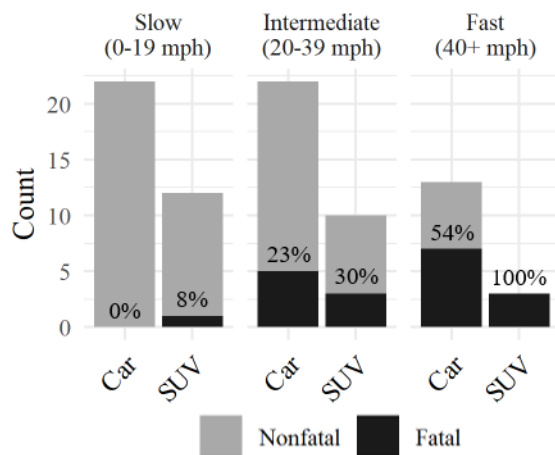 Slow
(0-19 mph)
Intermediate
(20-39 mph)
Fast
(40+ mph)
Count
20
15
10
5
0
0%
8%
23%
30%
54%
100%
Car
SUV
Car
SUV
Car
SUV
Nonfatal
Fatal